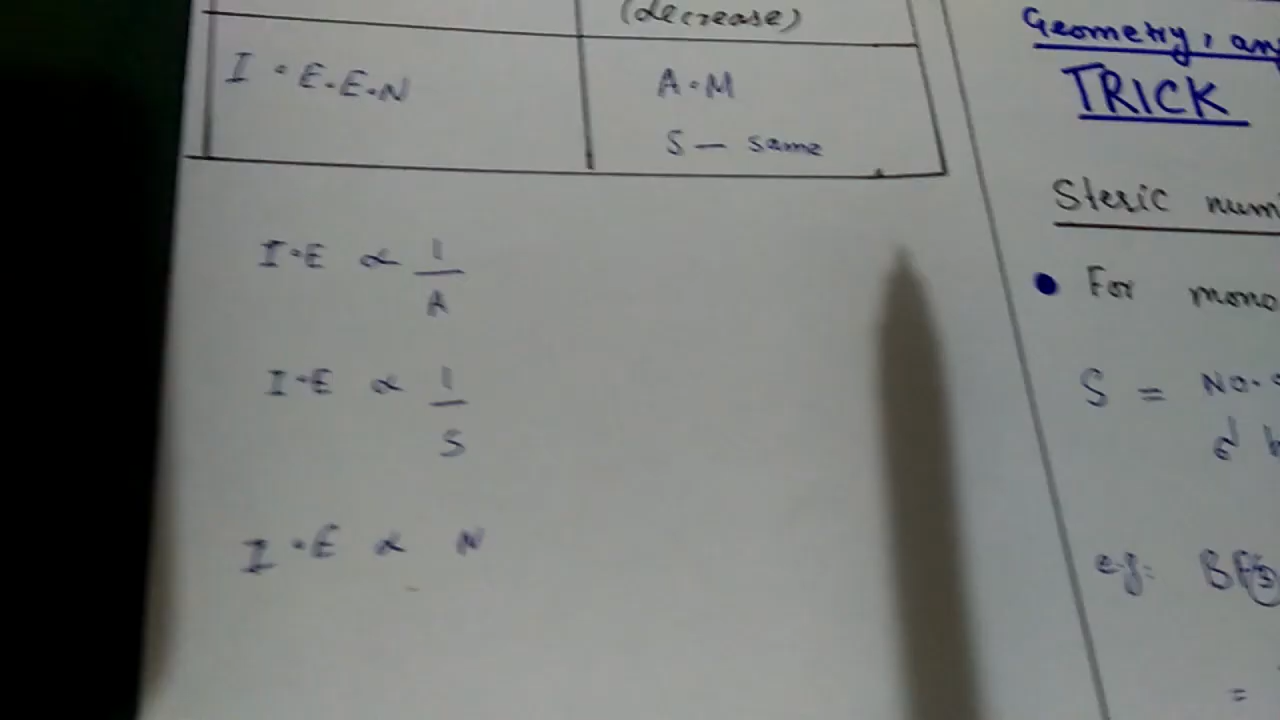 (decrease)
I • E.E.N
A.M
S — same
I•E ∝ 1/A
I•E ∝ 1/S
I•E ∝ N
Geometry, an
TRICK
Steric num
• For mono
S = No.
e.g: BF3
=